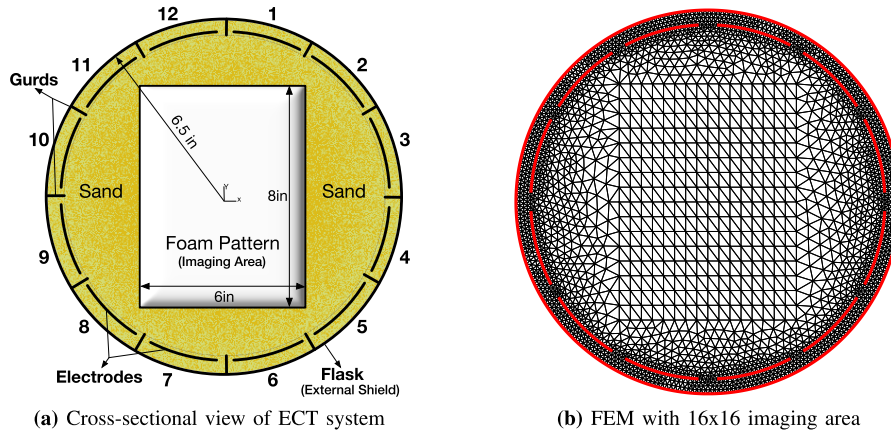 12
1
11
2
Gurds
10
3
6.5 in
Y
x
Sand
8in
Sand
Foam Pattern
(Imaging Area)
9
4
6in
8
5
Electrodes
7
6
Flask
(External Shield)
(a) Cross-sectional view of ECT system
(b) FEM with 16x16 imaging area